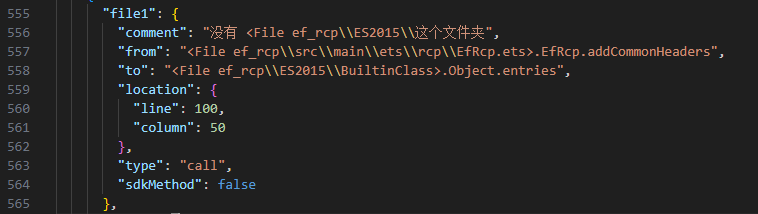 555 "file1": {
556 "comment": "没有 <File ef_rcp\\ES2015\\这个文件夹",
557 "from": "<File ef_rcp\\src\\main\\ets\\rcp\\EfRcp.ets>.EfRcp.addCommonHeaders",
558 "to": "<File ef_rcp\\ES2015\\BuiltinClass>.Object.entries",
559 "location": {
560 "line": 100,
561 "column": 50
562 },
563 "type": "call",
564 "sdkMethod": false
565 },